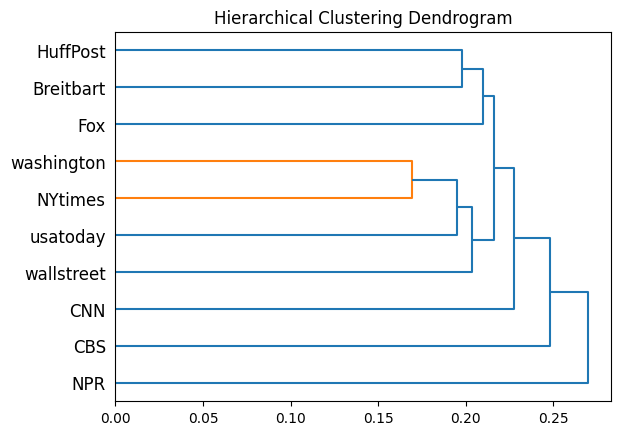 Hierarchical Clustering Dendrogram
HuffPost
Breitbart
Fox
washington
NYtimes
usatoday
wallstreet
CNN
CBS
NPR
0.00 0.05 0.10 0.15 0.20 0.25